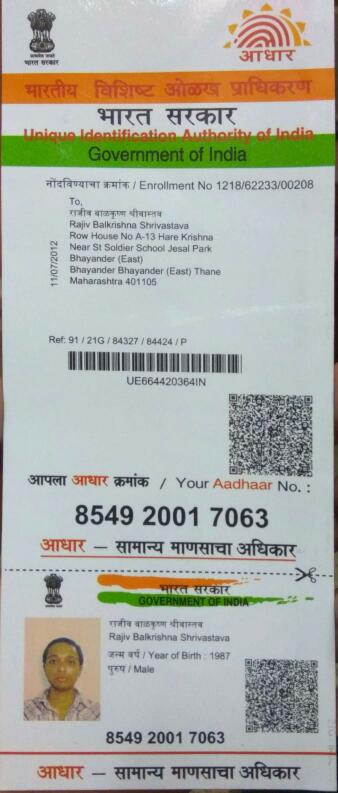 सत्यमेव जयते
भारत सरकार
आधार
भारतीय विशिष्ट ओळख प्राधिकरण
भारत सरकार
Unique Identification Authority of India
Government of India
नोंदविण्याचा क्रमांक / Enrollment No 1218/62233/00208
To,
राजीव बाळकृष्ण श्रीवास्तव
Rajiv Balkrishna Shrivastava
Row House No A-13 Hare Krishna
Near St Soldier School Jesal Park
Bhayander (East)
Bhayander Bhayander (East) Thane
Maharashtra 401105
11/07/2012
Ref: 91 / 21G / 84327 / 84424 / P
UE664420364IN
आपला आधार क्रमांक / Your Aadhaar No. :
8549 2001 7063
आधार – सामान्य माणसाचा अधिकार
भारत सरकार
GOVERNMENT OF INDIA
राजीव बाळकृष्ण श्रीवास्तव
Rajiv Balkrishna Shrivastava
जन्म वर्ष / Year of Birth : 1987
पुरुष / Male
8549 2001 7063
आधार – सामान्य माणसाचा अधिकार